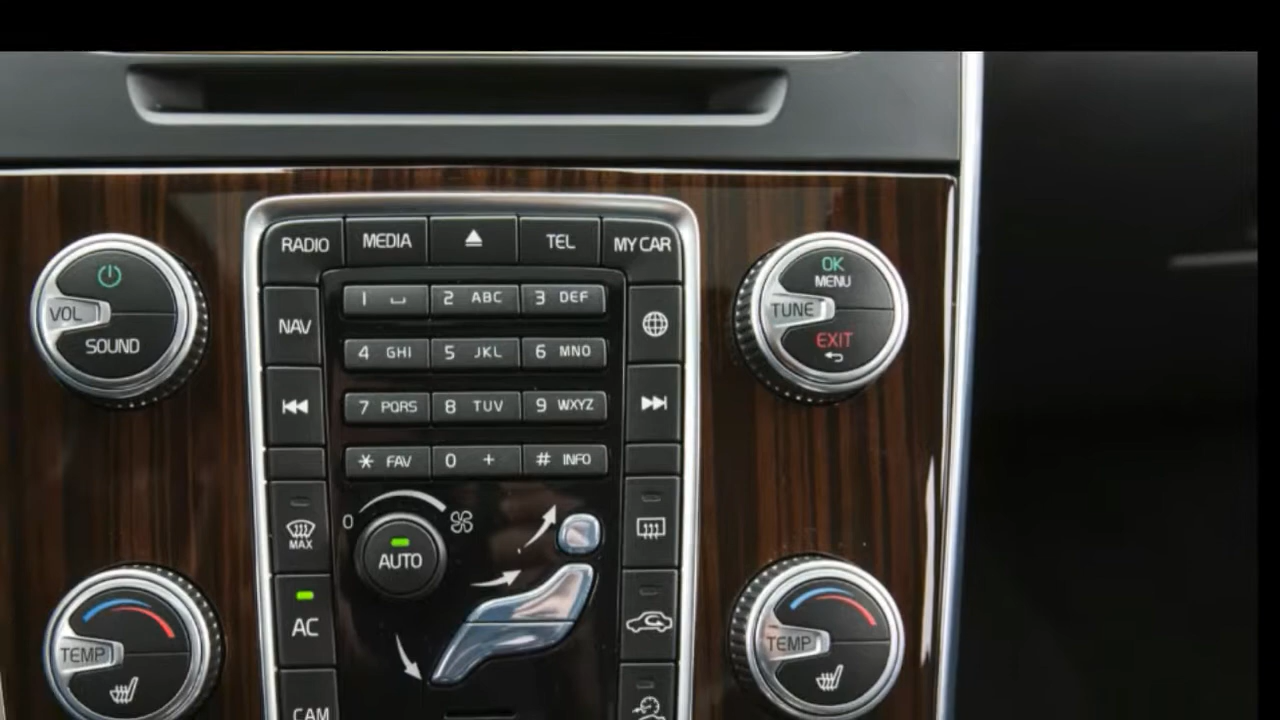 RADIO MEDIA TEL MY CAR
OK
MENU
1 2 ABC 3 DEF
VOL NAV TUNE
SOUND EXIT
4 GHI 5 JKL 6 MNO
7 PQRS 8 TUV 9 WXYZ
* FAV 0 + # INFO
0
MAX
AUTO
AC
TEMP TEMP
CAM